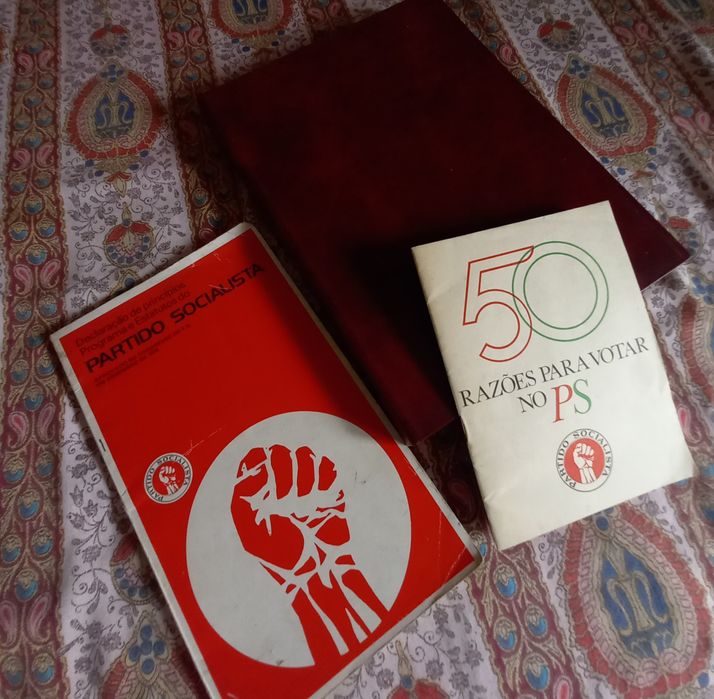 Declaração de princípios
Programa e Estatutos do
PARTIDO SOCIALISTA
PARTIDO SOCIALISTA
50
RAZÕES PARA VOTAR
NO PS
PARTIDO SOCIALISTA